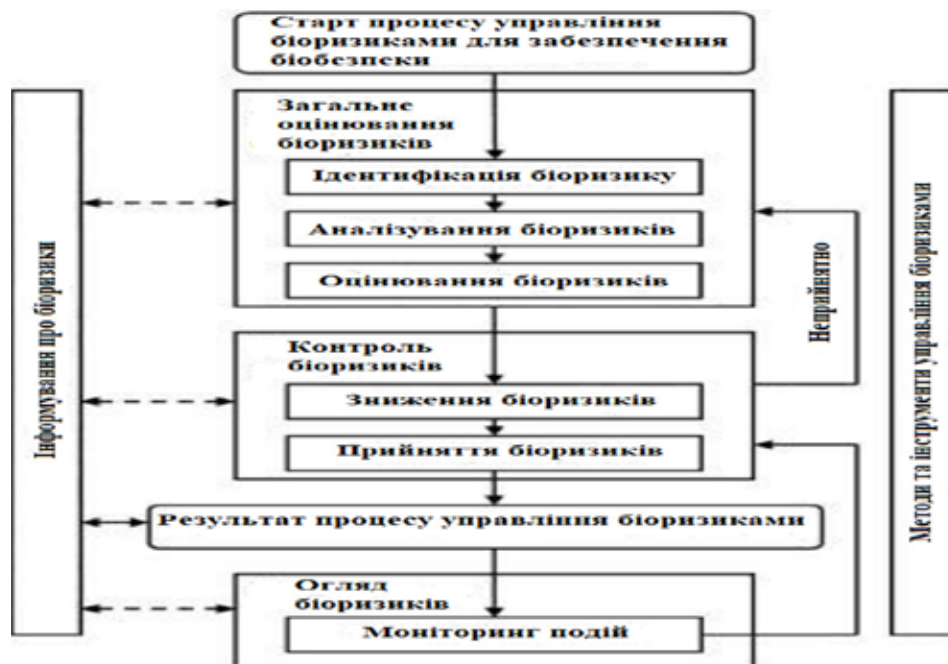 Старт процесу управління
біоризиками для забезпечення
біобезпеки
Загальне
оцінювання
біоризиків
Ідентифікація біоризику
Аналізування біоризиків
Оцінювання біоризиків
Контроль
біоризиків
Зниження біоризиків
Прийняття біоризиків
Результат процесу управління біоризиками
Огляд
біоризиків
Моніторинг подій
Інформування про біоризики
Неприйнятно
Методи та інструменти управління біоризиками